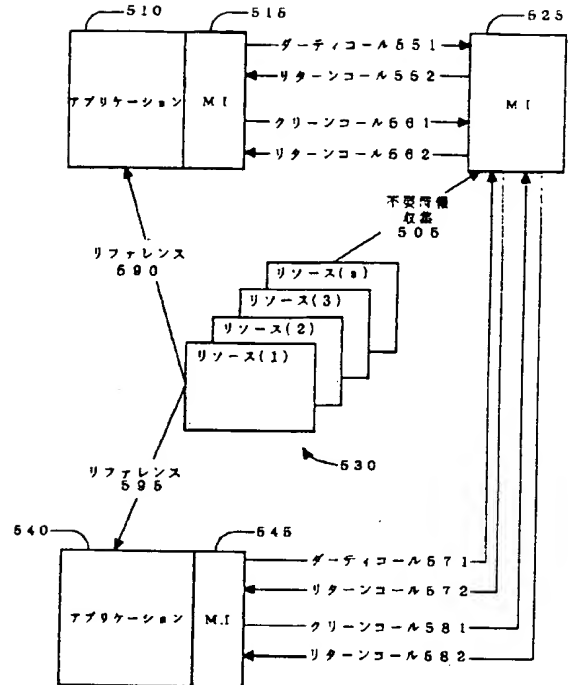 510 515 525
アプリケーション MI MI
ダーティコール551
リターンコール552
クリーンコール561
リターンコール562
不要情報
収集
505
リファレンス
590
リソース(s)
リソース(3)
リソース(2)
リソース(1)
530
リファレンス
595
540 545
アプリケーション M.I
ダーティコール571
リターンコール572
クリーンコール581
リターンコール582